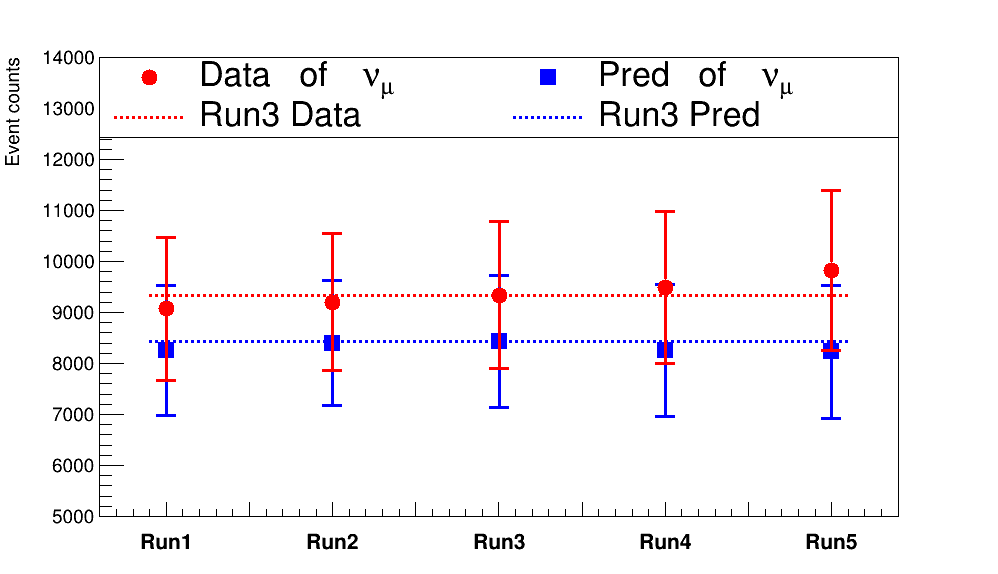 Event counts
14000
13000
12000
11000
10000
9000
8000
7000
6000
5000
Data of νμ
Pred of νμ
Run3 Data
Run3 Pred
Run1 Run2 Run3 Run4 Run5